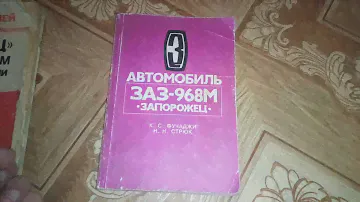 АВТОМОБИЛЬ
ЗАЗ-968М
«ЗАПОРОЖЕЦ»
К. С. ФУЧАДЖИ
Н. Н. СТРЮК
Ц»
М